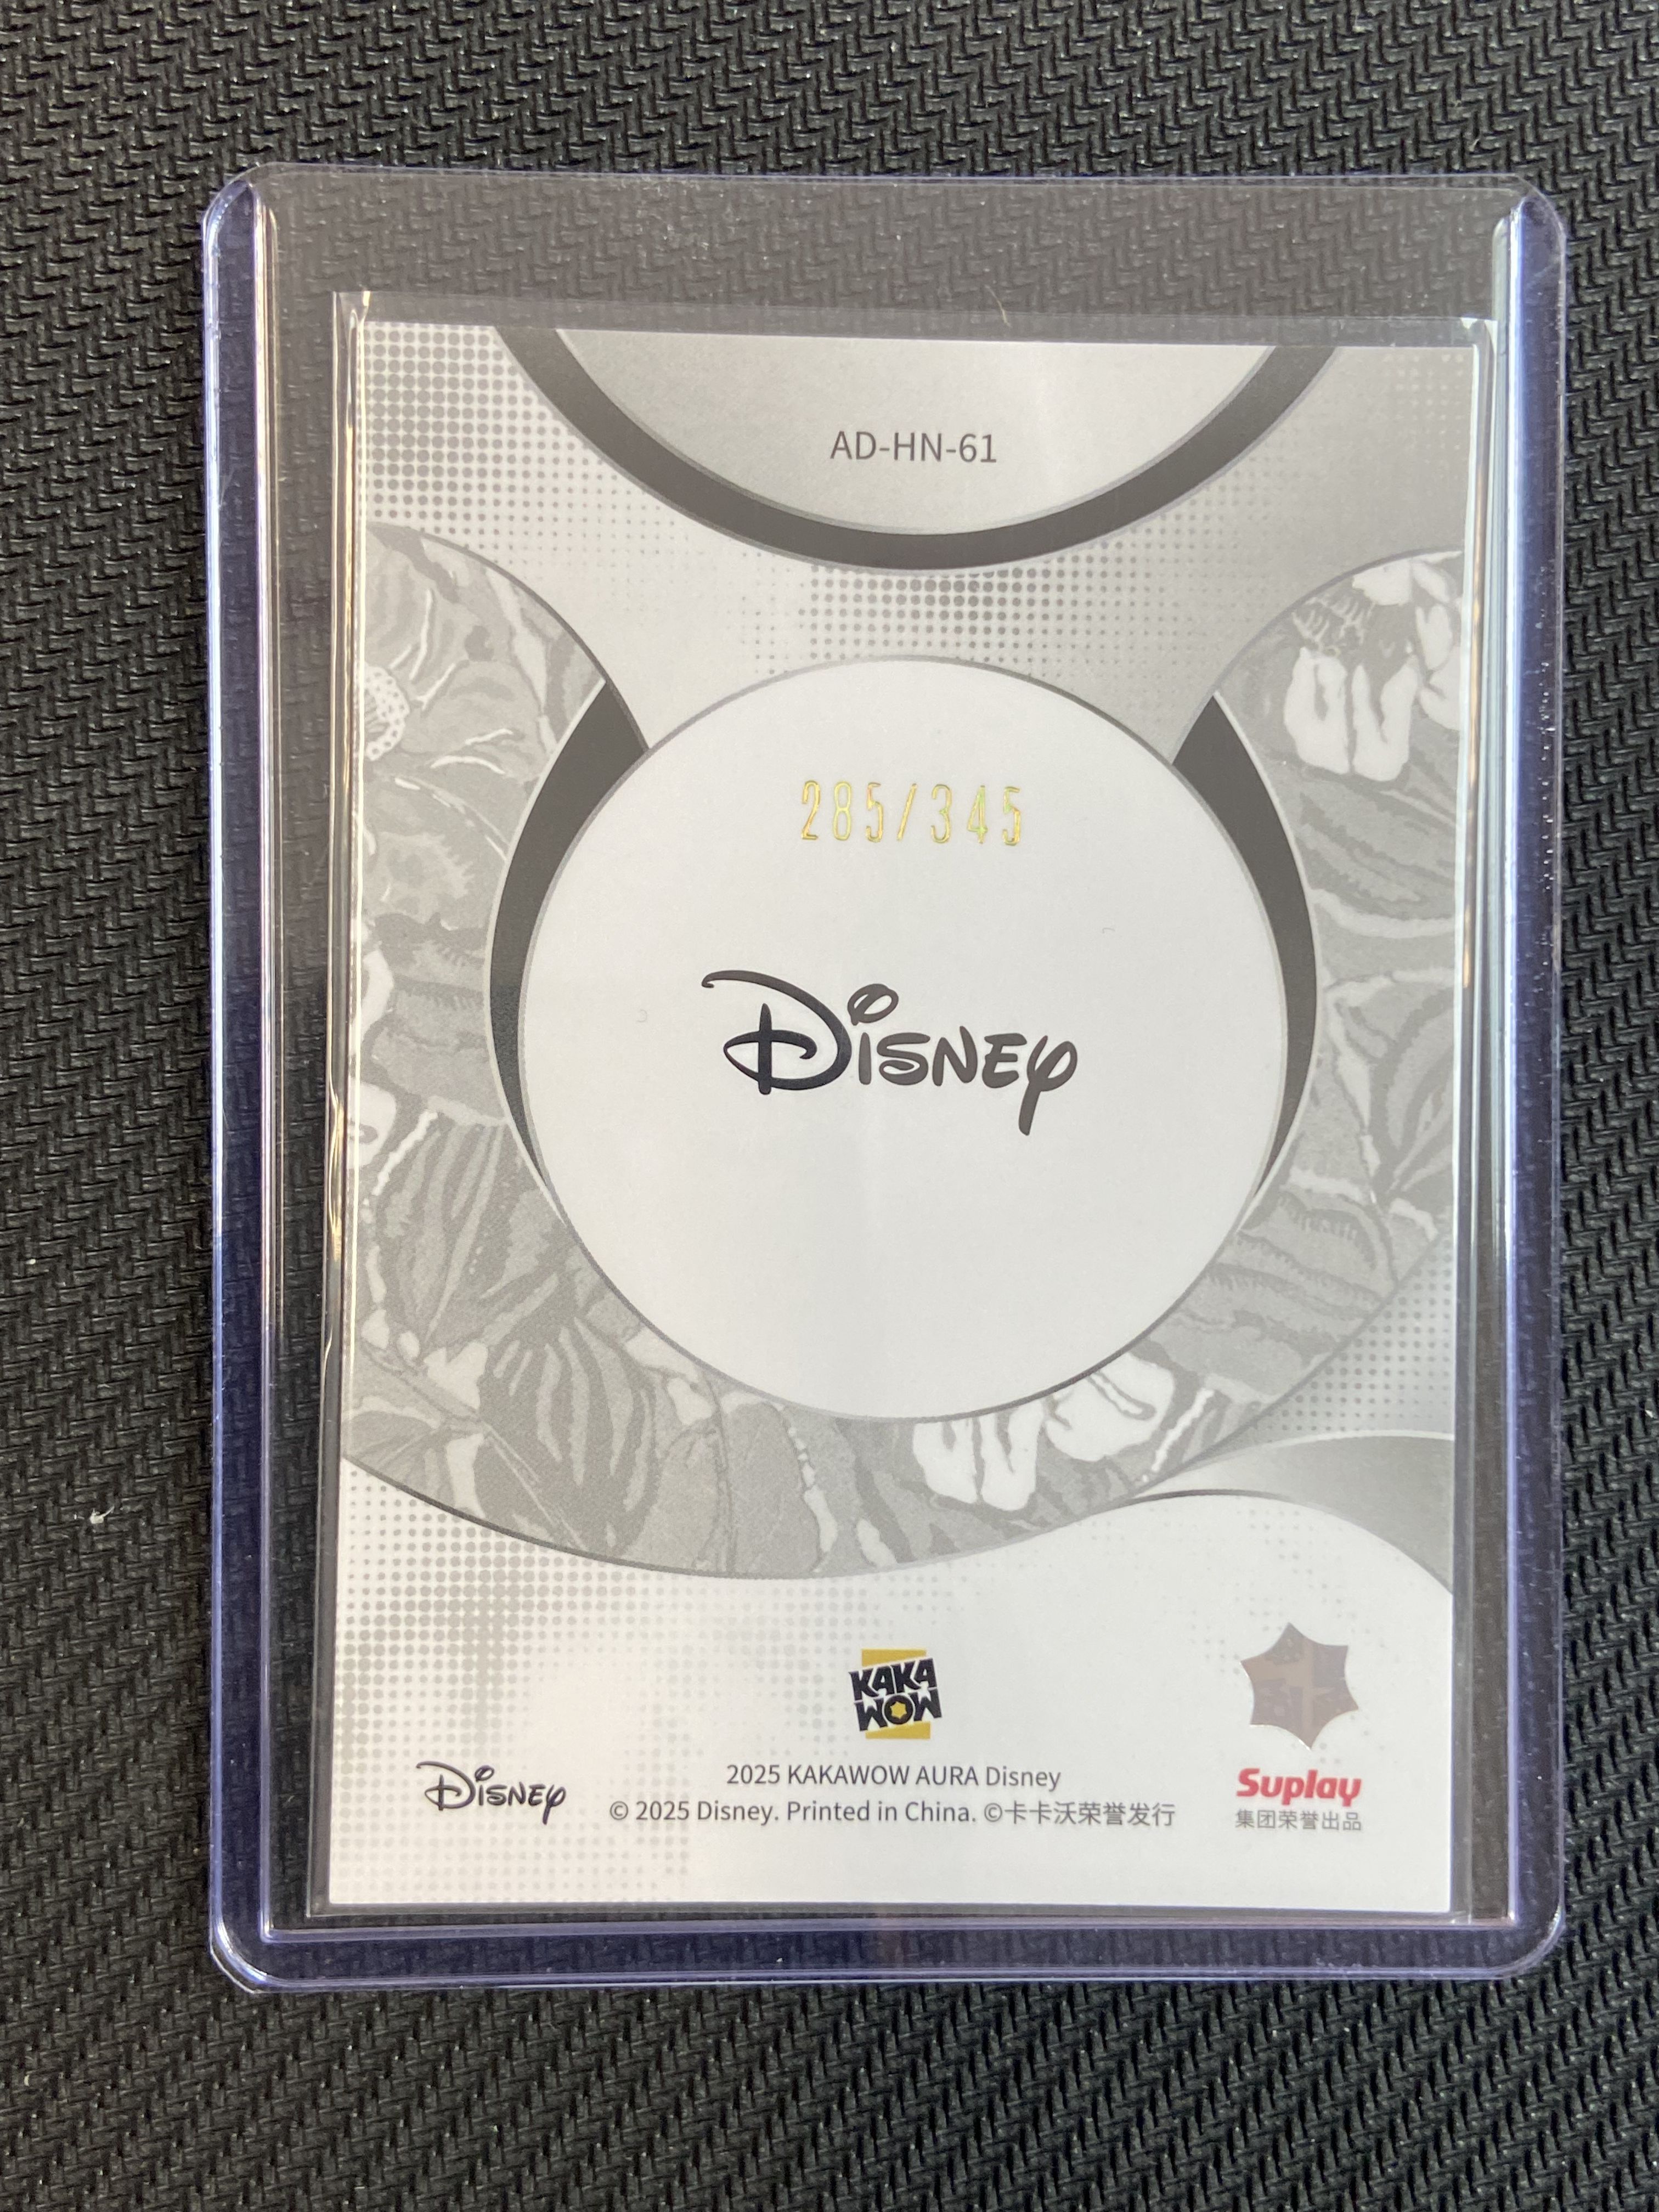 AD-HN-61
285/345
Disney
KAKA
WOW
Disney
2025 KAKAWOW AURA Disney
© 2025 Disney. Printed in China. ©卡卡沃荣誉发行
Suplay
集团荣誉出品